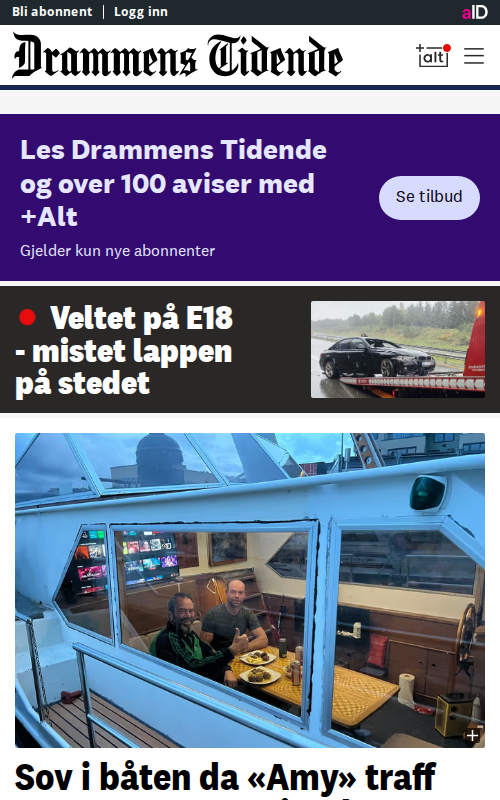 Bli abonnent | Logg inn
aID
Drammens Tidende
+alt
Les Drammens Tidende
og over 100 aviser med
+Alt
Gjelder kun nye abonnenter
Se tilbud
Veltet på E18
- mistet lappen
på stedet
Sov i båten da «Amy» traff